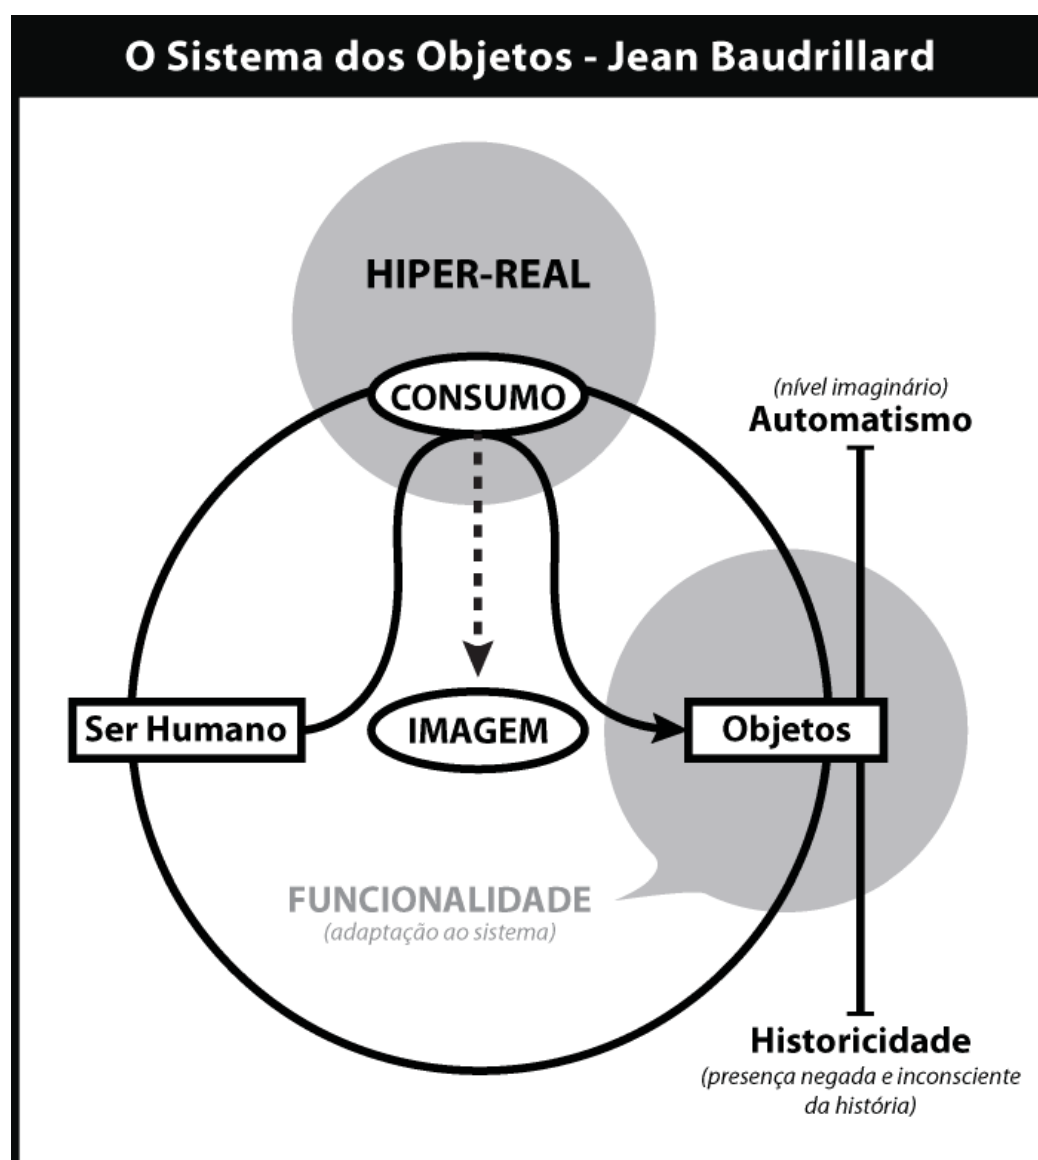 O Sistema dos Objetos - Jean Baudrillard
HIPER-REAL
CONSUMO
(nível imaginário)
Automatismo
Ser Humano
IMAGEM
Objetos
FUNCIONALIDADE
(adaptação ao sistema)
Historicidade
(presença negada e inconsciente
da história)